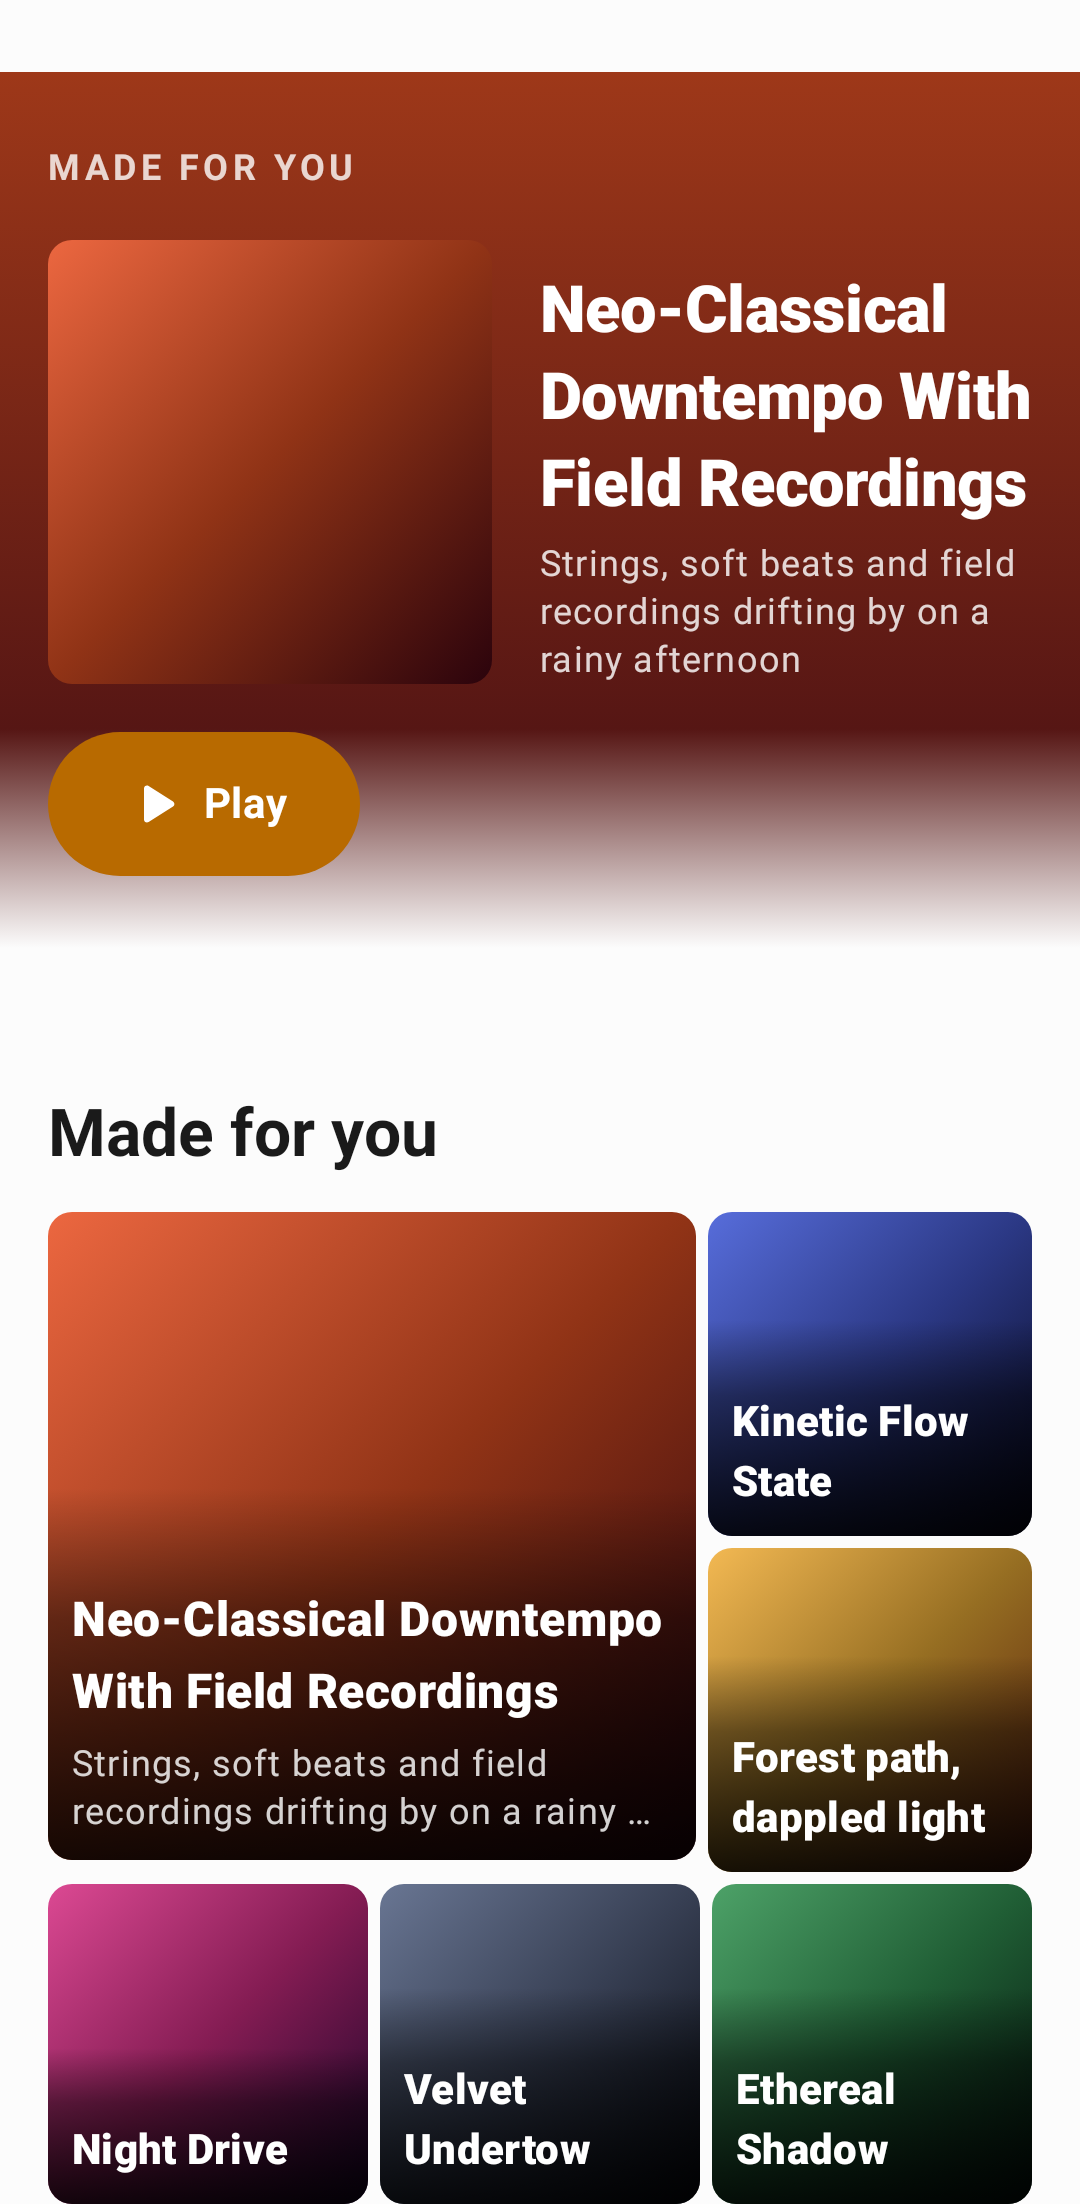 MADE FOR YOU
Neo-Classical
Downtempo With
Field Recordings
Strings, soft beats and field
recordings drifting by on a
rainy afternoon
Play
Made for you
Neo-Classical Downtempo
With Field Recordings
Strings, soft beats and field
recordings drifting by on a rainy …
Kinetic Flow
State
Forest path,
dappled light
Night Drive
Velvet
Undertow
Ethereal
Shadow